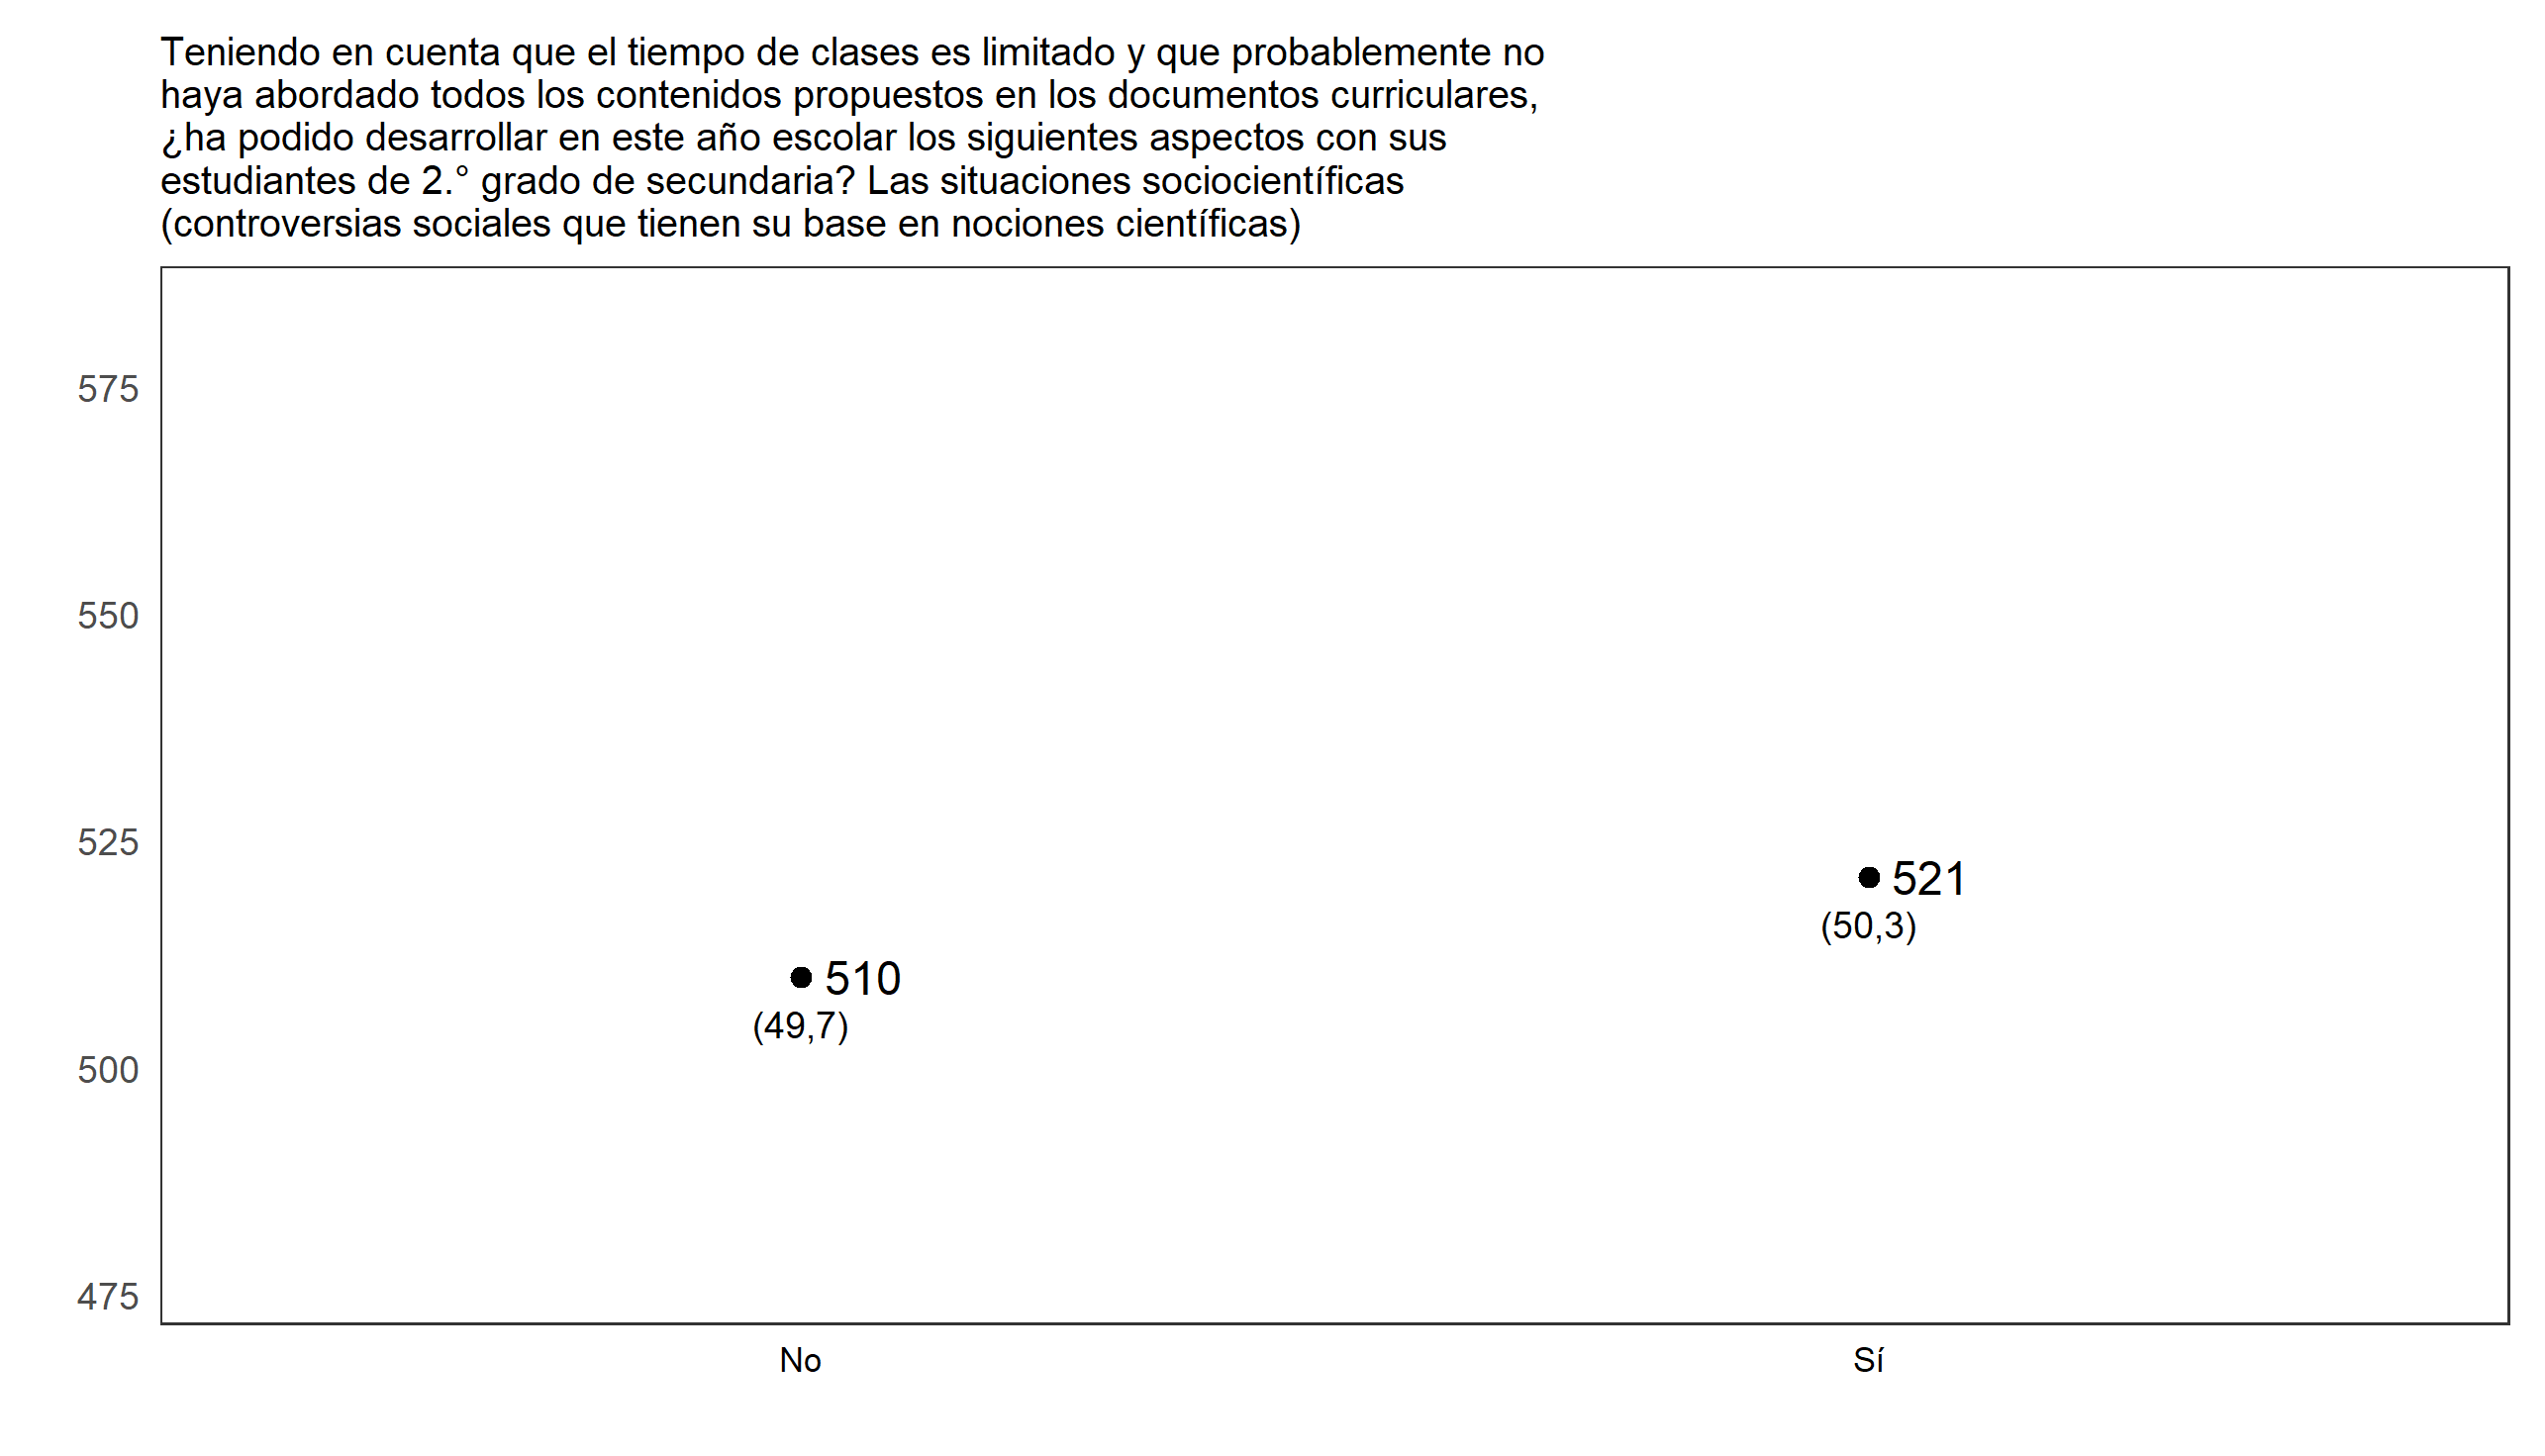 Teniendo en cuenta que el tiempo de clases es limitado y que probablemente no
haya abordado todos los contenidos propuestos en los documentos curriculares,
¿ha podido desarrollar en este año escolar los siguientes aspectos con sus
estudiantes de 2.° grado de secundaria? Las situaciones sociocientíficas
(controversias sociales que tienen su base en nociones científicas)
575
550
525
521
(50,3)
510
(49,7)
500
475
No
Sí